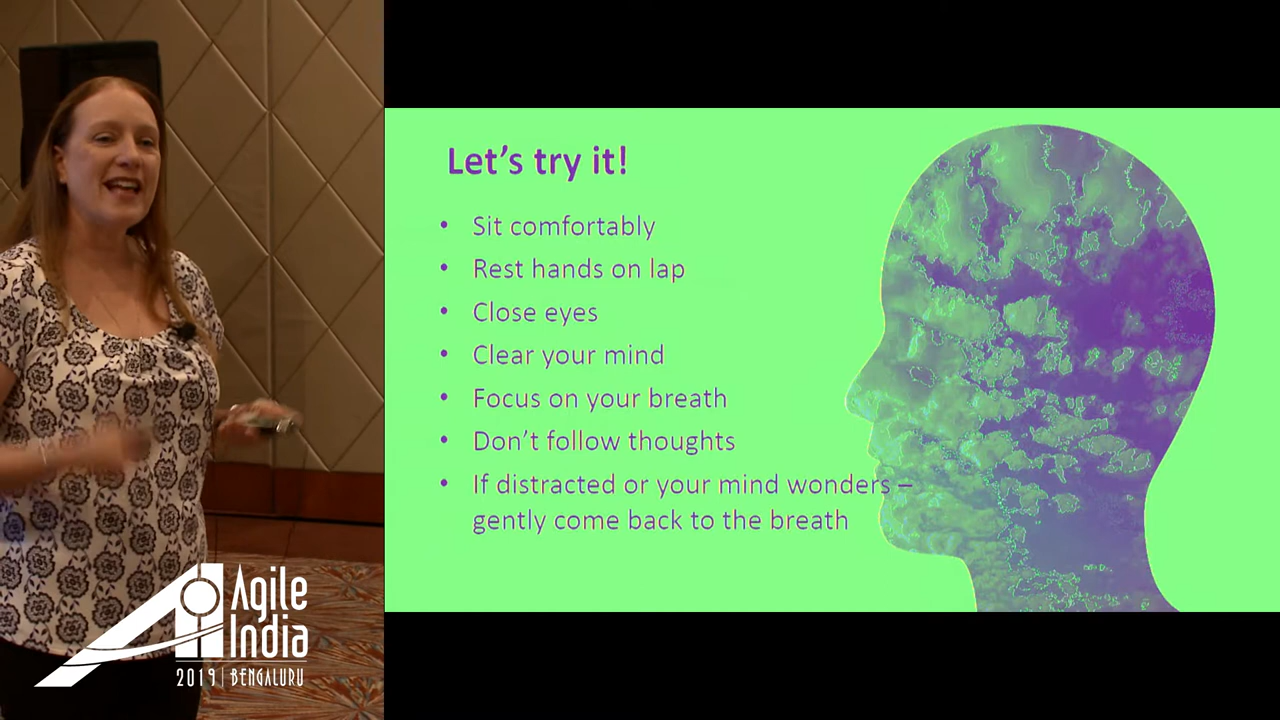 Let's try it!
• Sit comfortably
• Rest hands on lap
• Close eyes
• Clear your mind
• Focus on your breath
• Don't follow thoughts
• If distracted or your mind wonders –
gently come back to the breath
Agile
India
2019 | BENGALURU